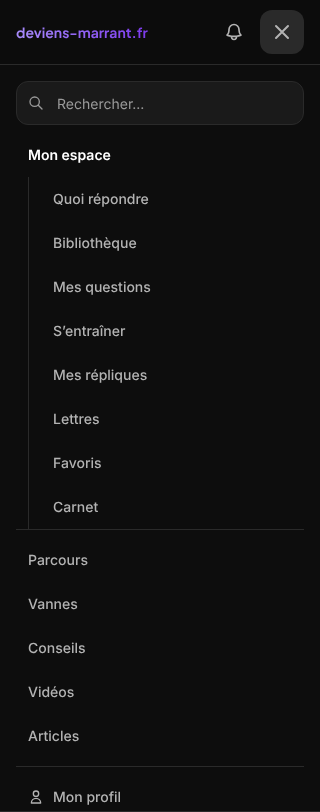 deviens-marrant.fr
Rechercher...
Mon espace
Quoi répondre
Bibliothèque
Mes questions
S’entraîner
Mes répliques
Lettres
Favoris
Carnet
Parcours
Vannes
Conseils
Vidéos
Articles
Mon profil